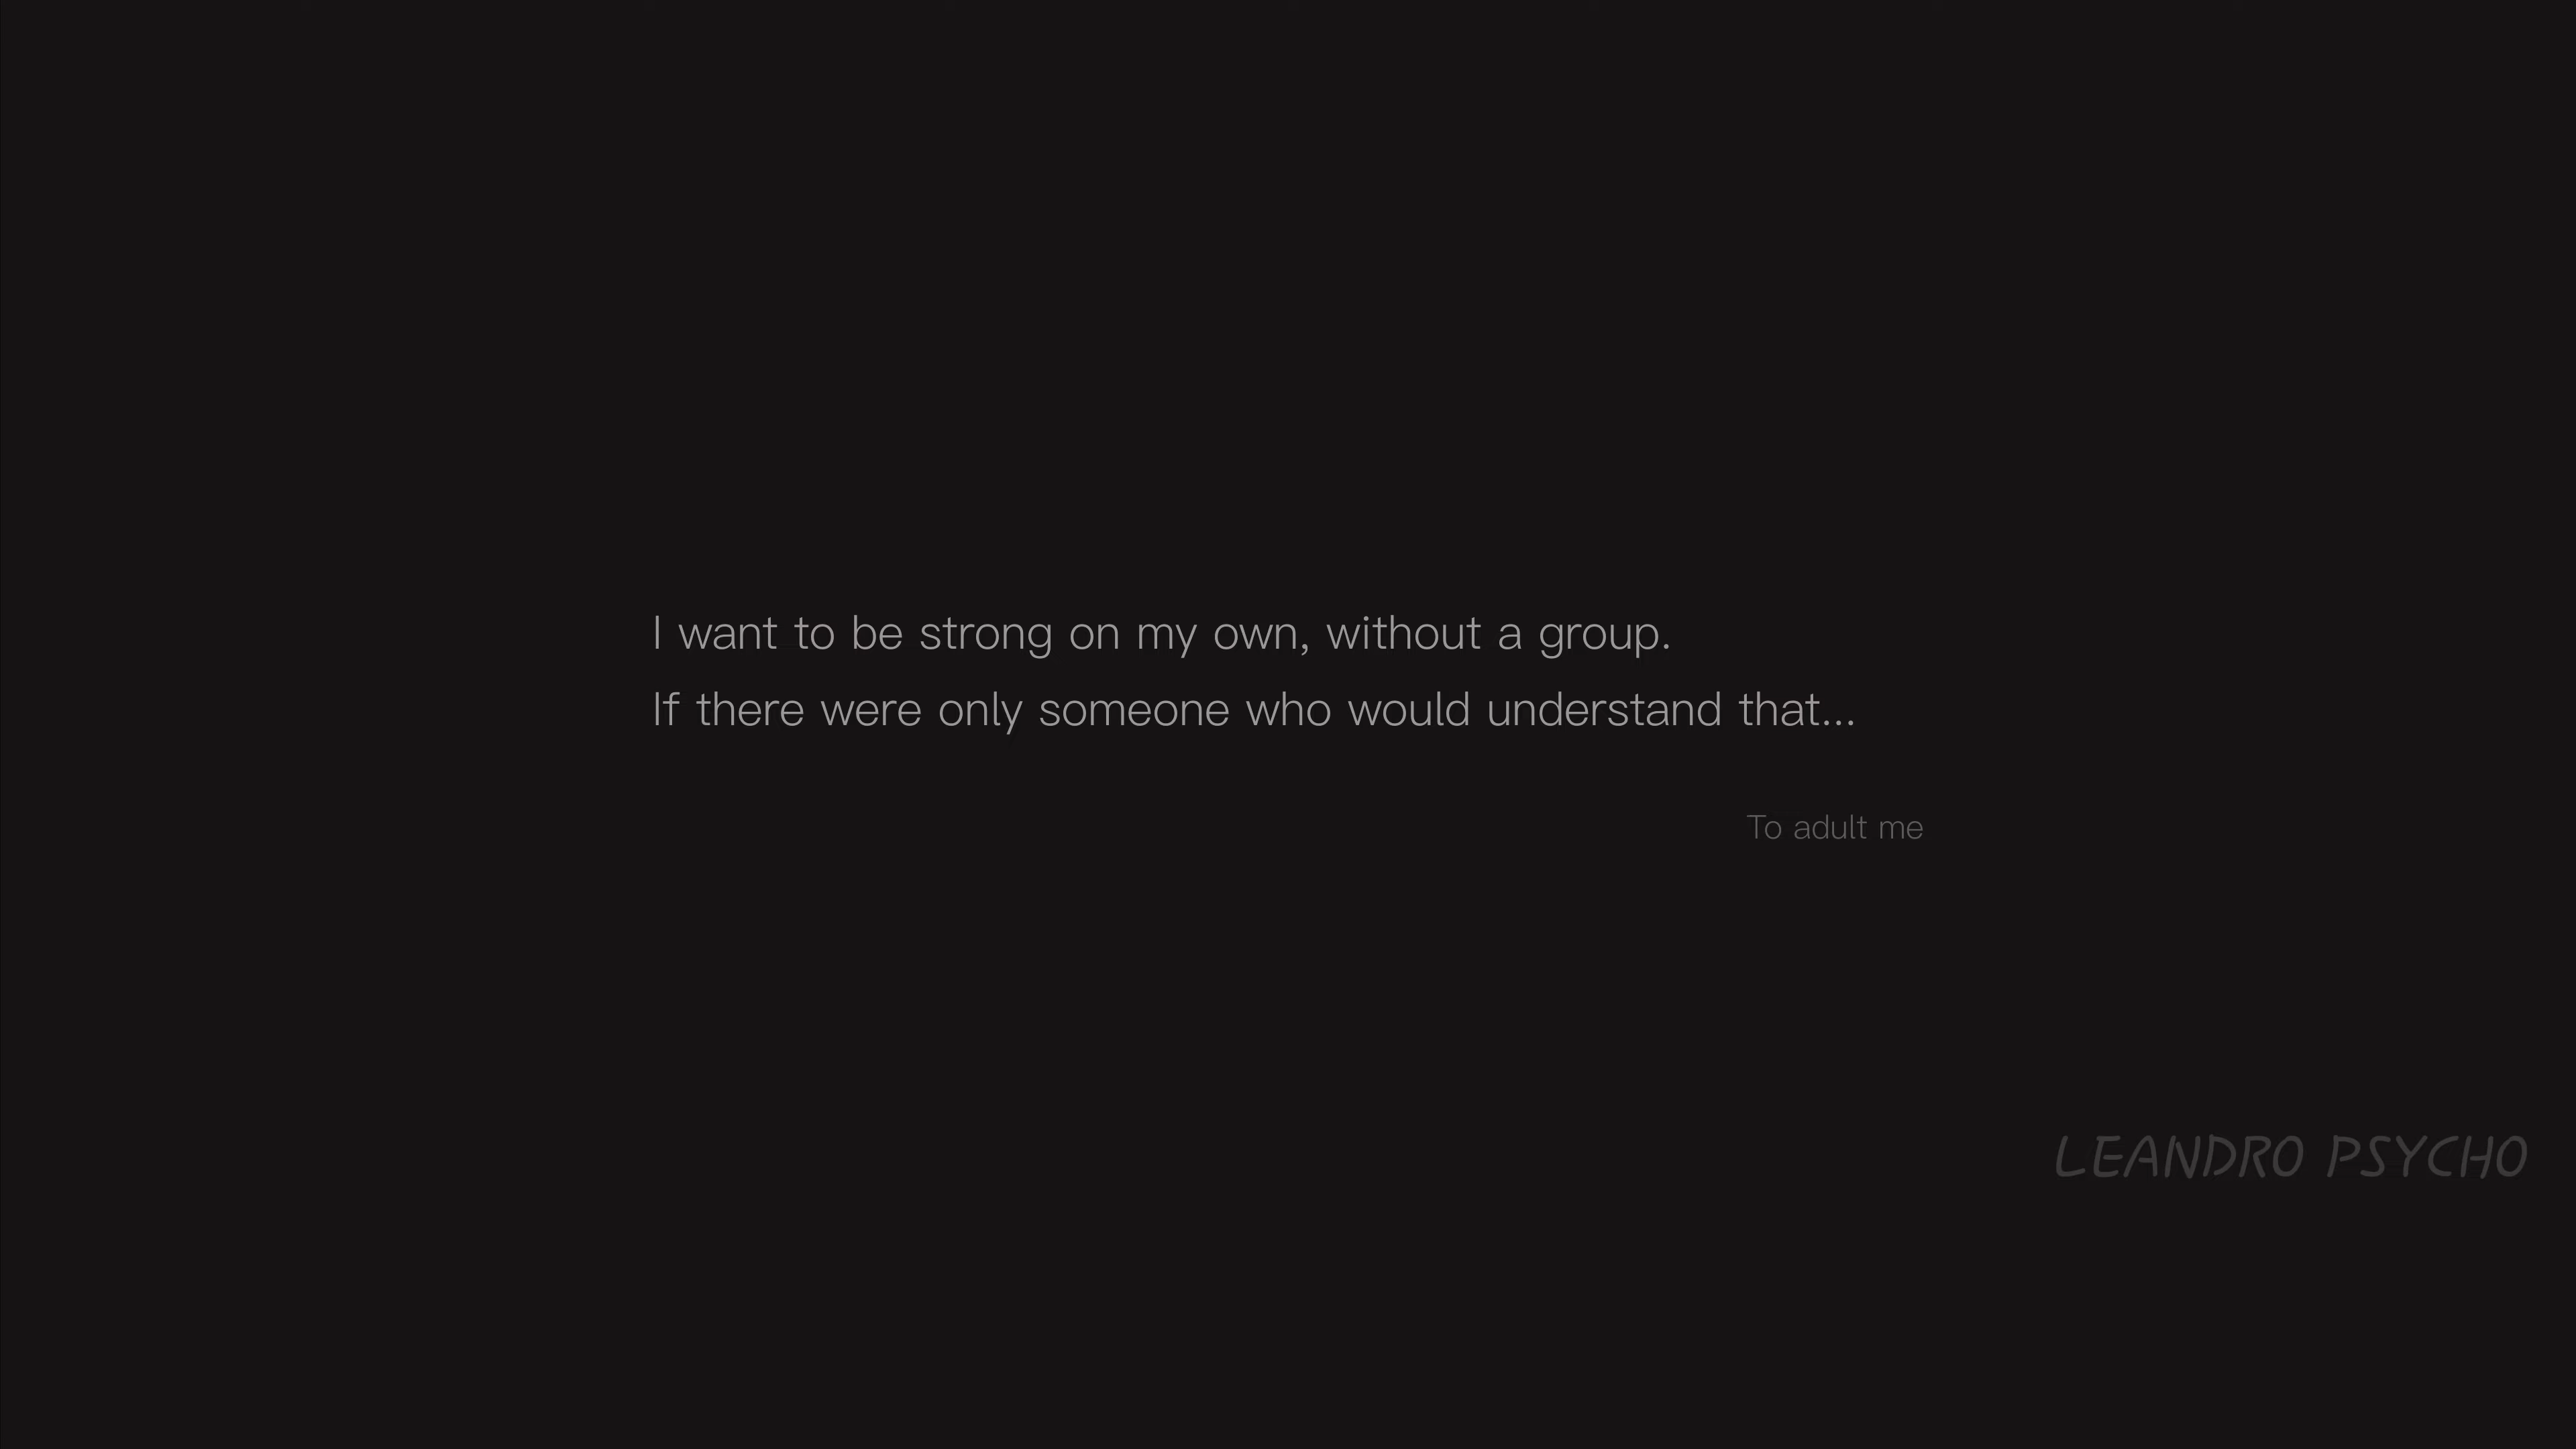 I want to be strong on my own, without a group.
If there were only someone who would understand that...
To adult me
LEANDRO PSYCHO